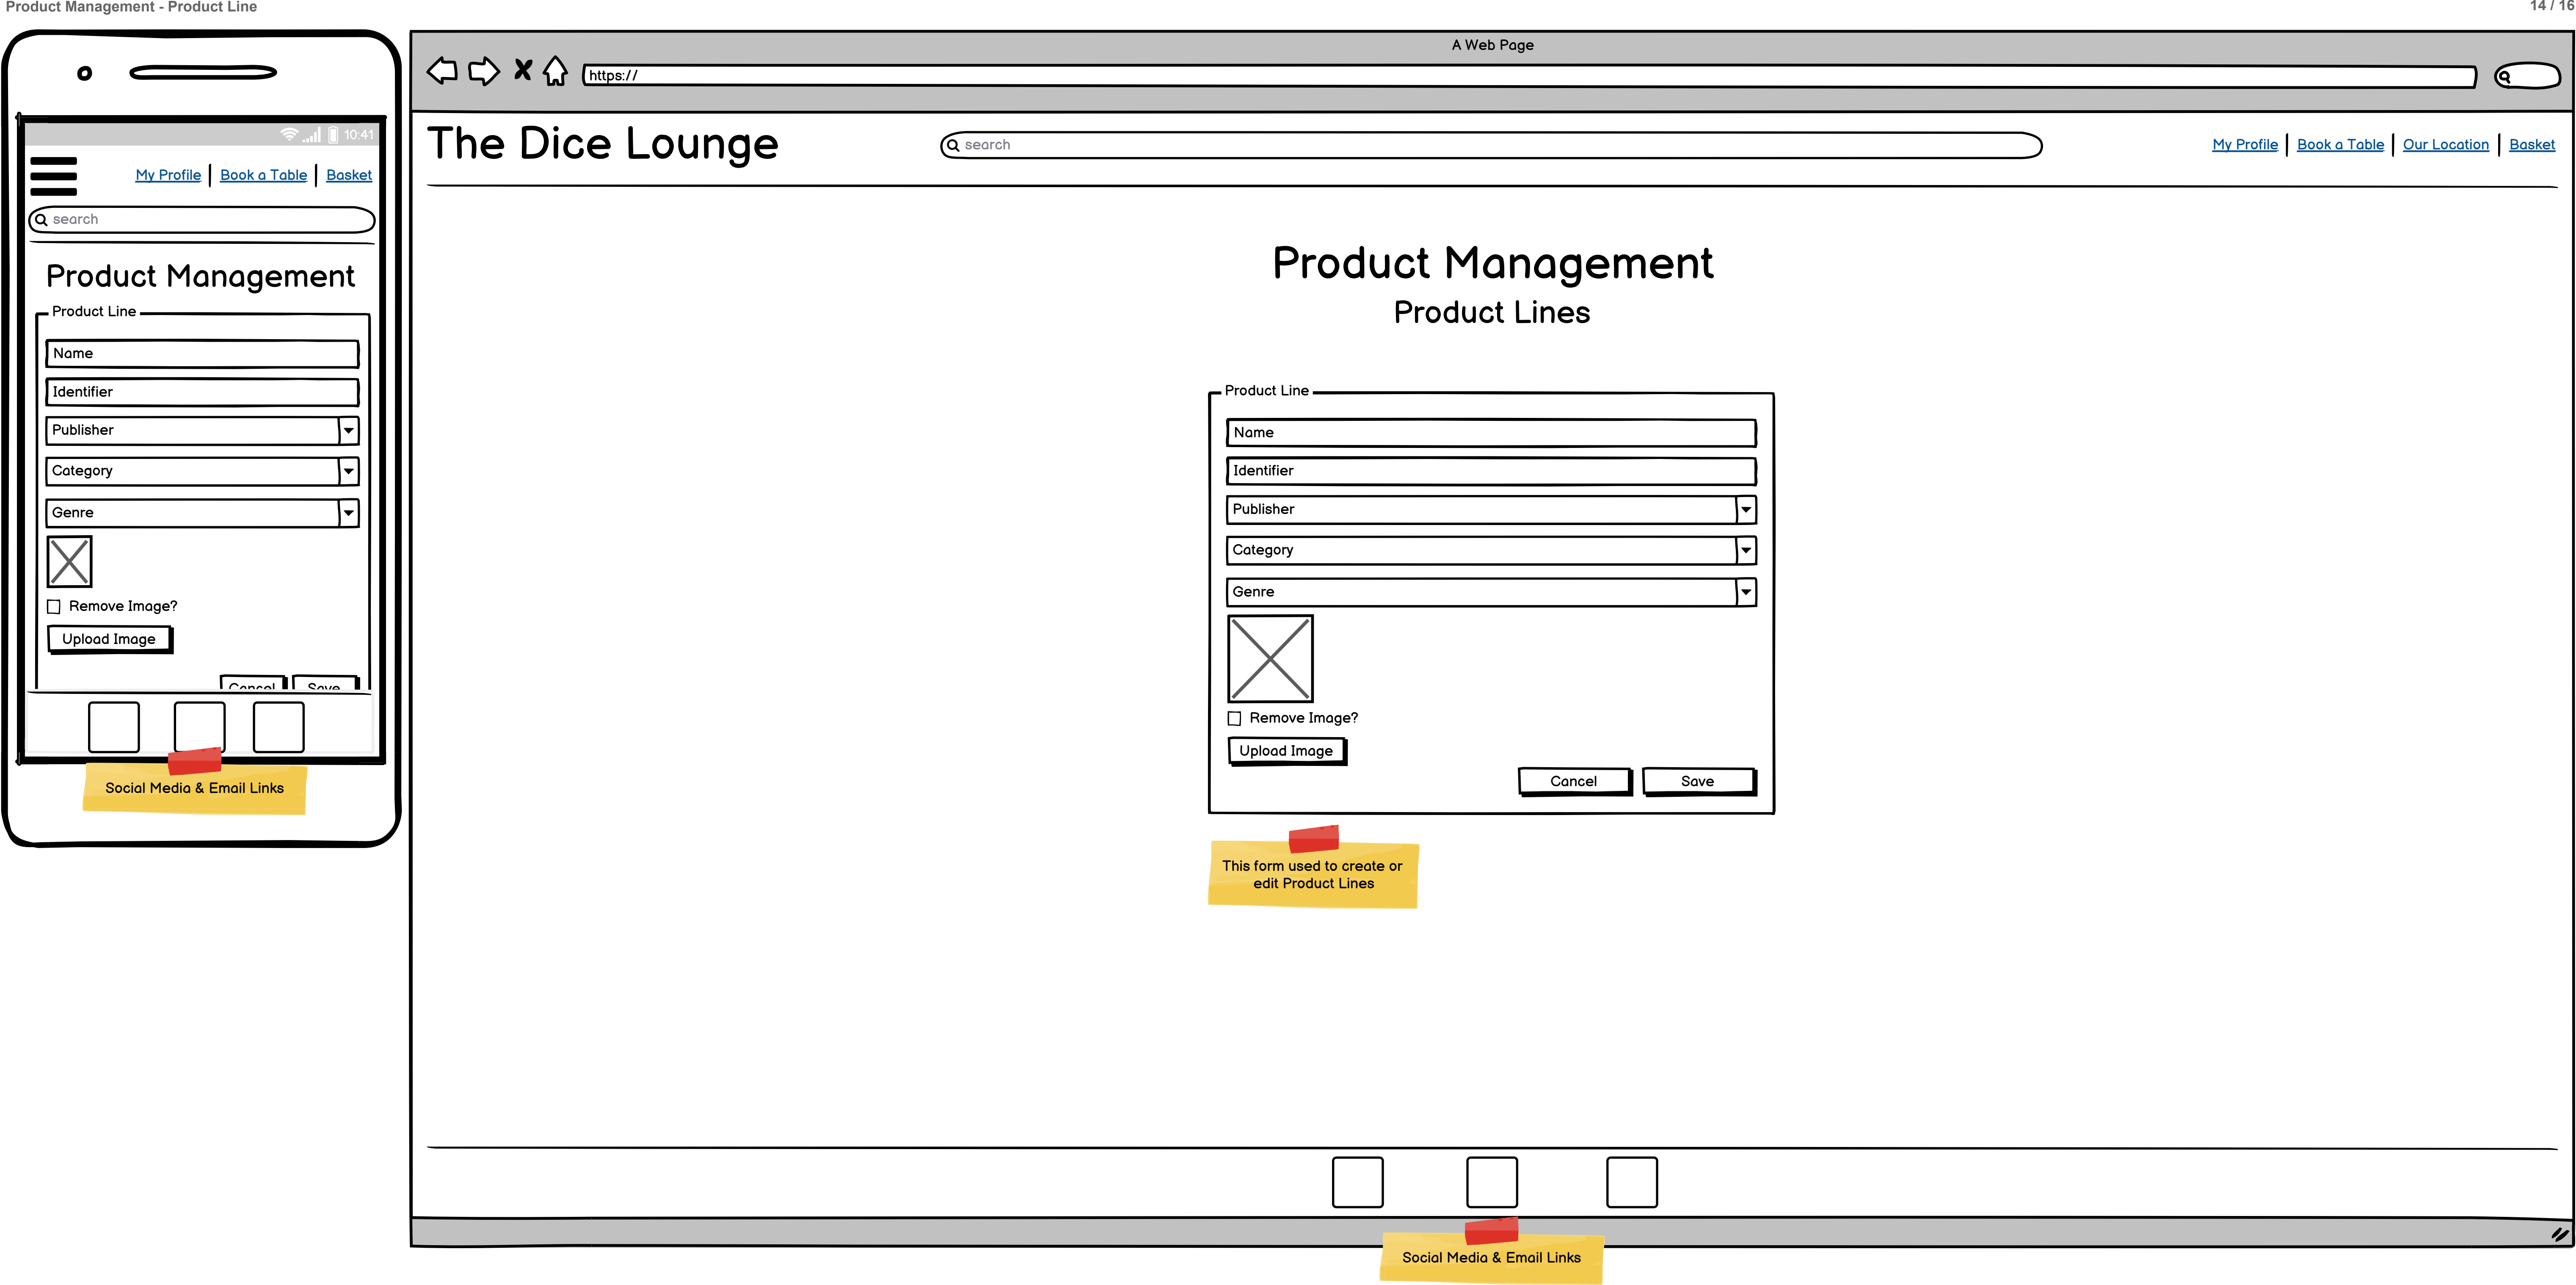 Product Management - Product Line
14 / 16
10:41
My Profile
Book a Table
Basket
search
Product Management
Product Line
Name
Identifier
Publisher
Category
Genre
Remove Image?
Upload Image
Cancel
Save
Social Media & Email Links
A Web Page
https://
The Dice Lounge
search
My Profile
Book a Table
Our Location
Basket
Product Management
Product Lines
Product Line
Name
Identifier
Publisher
Category
Genre
Remove Image?
Upload Image
Cancel
Save
This form used to create or
edit Product Lines
Social Media & Email Links